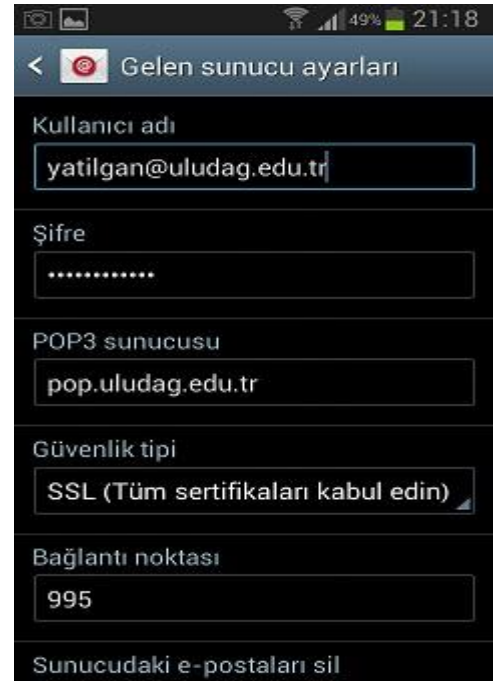 49% 21:18
< Gelen sunucu ayarları
Kullanıcı adı
yatilgan@uludag.edu.tr
Şifre
••••••••••••
POP3 sunucusu
pop.uludag.edu.tr
Güvenlik tipi
SSL (Tüm sertifikaları kabul edin)
Bağlantı noktası
995
Sunucudaki e-postaları sil